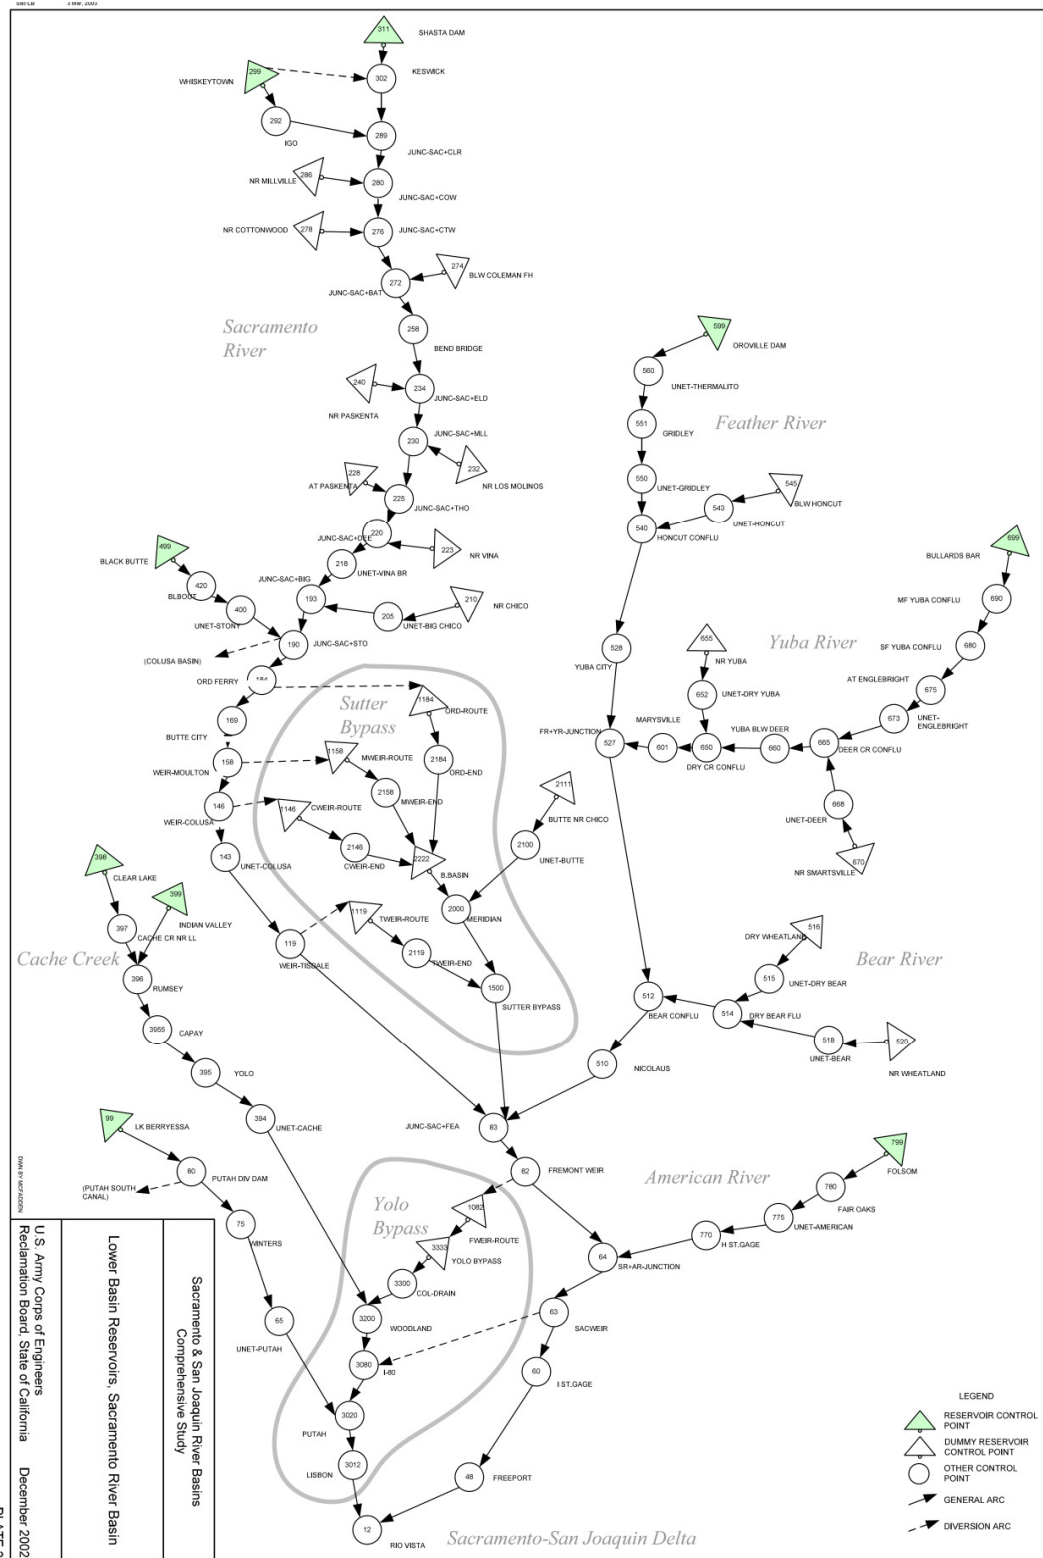 3 Mar, 2003
311
SHASTA DAM
299
WHISKEYTOWN
302
KESWICK
292
IGO
289
JUNC-SAC+CLR
286
NR MILLVILLE
280
JUNC-SAC+COW
278
NR COTTONWOOD
276
JUNC-SAC+CTW
274
BLW COLEMAN FH
272
JUNC-SAC+BAT
Sacramento
River
258
BEND BRIDGE
599
OROVILLE DAM
560
UNET-THERMALITO
240
NR PASKENTA
234
JUNC-SAC+ELD
551
GRIDLEY
Feather River
230
JUNC-SAC+MLL
232
NR LOS MOLINOS
228
AT PASKENTA
225
JUNC-SAC+THO
550
UNET-GRIDLEY
545
BLW HONCUT
543
UNET-HONCUT
540
HONCUT CONFLU
220
JUNC-SAC+DEE
223
NR VINA
499
BLACK BUTTE
218
UNET-VINA BR
699
BULLARDS BAR
420
BLBOUT
JUNC-SAC+BIG
193
210
NR CHICO
205
UNET-BIG CHICO
400
UNET-STONY
690
MF YUBA CONFLU
190
JUNC-SAC+STO
(COLUSA BASIN)
528
YUBA CITY
655
NR YUBA
Yuba River
680
SF YUBA CONFLU
ORD FERRY
184
AT ENGLEBRIGHT
675
652
UNET-DRY YUBA
Sutter
Bypass
1184
ORD-ROUTE
169
BUTTE CITY
673
UNET-
ENGLEBRIGHT
MARYSVILLE
YUBA BLW DEER
FR+YR-JUNCTION
527
601
650
DRY CR CONFLU
660
665
DEER CR CONFLU
158
WEIR-MOULTON
1158
MWEIR-ROUTE
2184
ORD-END
2158
MWEIR-END
2111
BUTTE NR CHICO
146
WEIR-COLUSA
1146
CWEIR-ROUTE
668
UNET-DEER
143
UNET-COLUSA
2146
CWEIR-END
2222
B.BASIN
2100
UNET-BUTTE
670
NR SMARTSVILLE
398
CLEAR LAKE
399
INDIAN VALLEY
397
CACHE CR NR LL
1119
TWEIR-ROUTE
2000
MERIDIAN
516
DRY WHEATLAND
Cache Creek
119
WEIR-TISDALE
2119
TWEIR-END
Bear River
396
RUMSEY
1500
SUTTER BYPASS
515
UNET-DRY BEAR
512
BEAR CONFLU
514
DRY BEAR FLU
3955
CAPAY
518
UNET-BEAR
520
NR WHEATLAND
395
YOLO
510
NICOLAUS
99
LK BERRYESSA
394
UNET-CACHE
JUNC-SAC+FEA
83
799
FOLSOM
80
PUTAH DIV DAM
(PUTAH SOUTH
CANAL)
82
FREMONT WEIR
American River
780
FAIR OAKS
Yolo
Bypass
1082
FWEIR-ROUTE
775
UNET-AMERICAN
75
WINTERS
3333
YOLO BYPASS
770
H ST.GAGE
64
SR+AR-JUNCTION
3300
COL-DRAIN
65
UNET-PUTAH
3200
WOODLAND
63
SACWEIR
3080
I-80
60
I ST.GAGE
3020
PUTAH
3012
LISBON
48
FREEPORT
12
RIO VISTA
Sacramento-San Joaquin Delta
LEGEND
RESERVOIR CONTROL
POINT
DUMMY RESERVOIR
CONTROL POINT
OTHER CONTROL
POINT
GENERAL ARC
DIVERSION ARC
DWN BY MCFADDEN
Sacramento & San Joaquin River Basins
Comprehensive Study
Lower Basin Reservoirs, Sacramento River Basin
U.S. Army Corps of Engineers
Reclamation Board, State of California December 2002